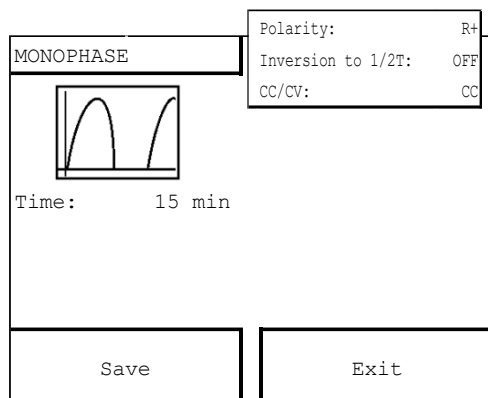 Polarity: R+
MONOPHASE
Inversion to 1/2T: OFF
CC/CV: CC
Time: 15 min
Save
Exit